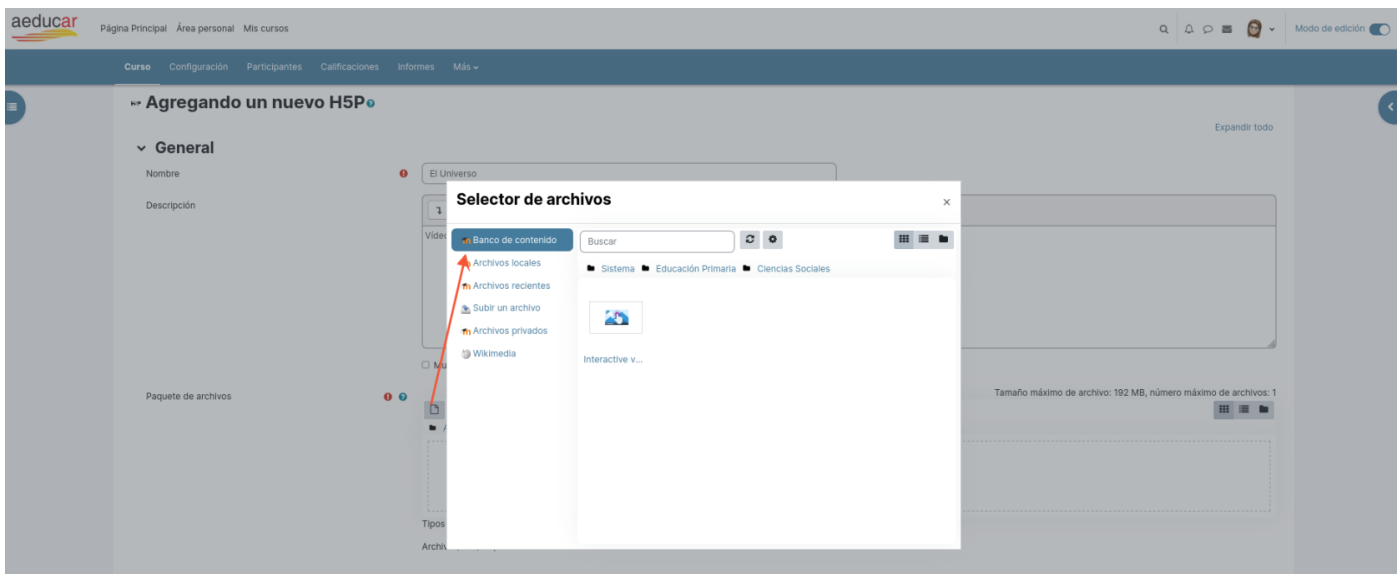 aeducar
Página Principal Área personal Mis cursos
Modo de edición
Curso Configuración Participantes Calificaciones Informes Más
H5P Agregando un nuevo H5P
Expandir todo
General
Nombre
El Universo
Descripción
Selector de archivos
Banco de contenido
Buscar
Archivos locales
Sistema Educación Primaria Ciencias Sociales
Archivos recientes
Subir un archivo
Archivos privados
Wikimedia
Interactive v...
Paquete de archivos
Tamaño máximo de archivo: 192 MB, número máximo de archivos: 1
Tipos